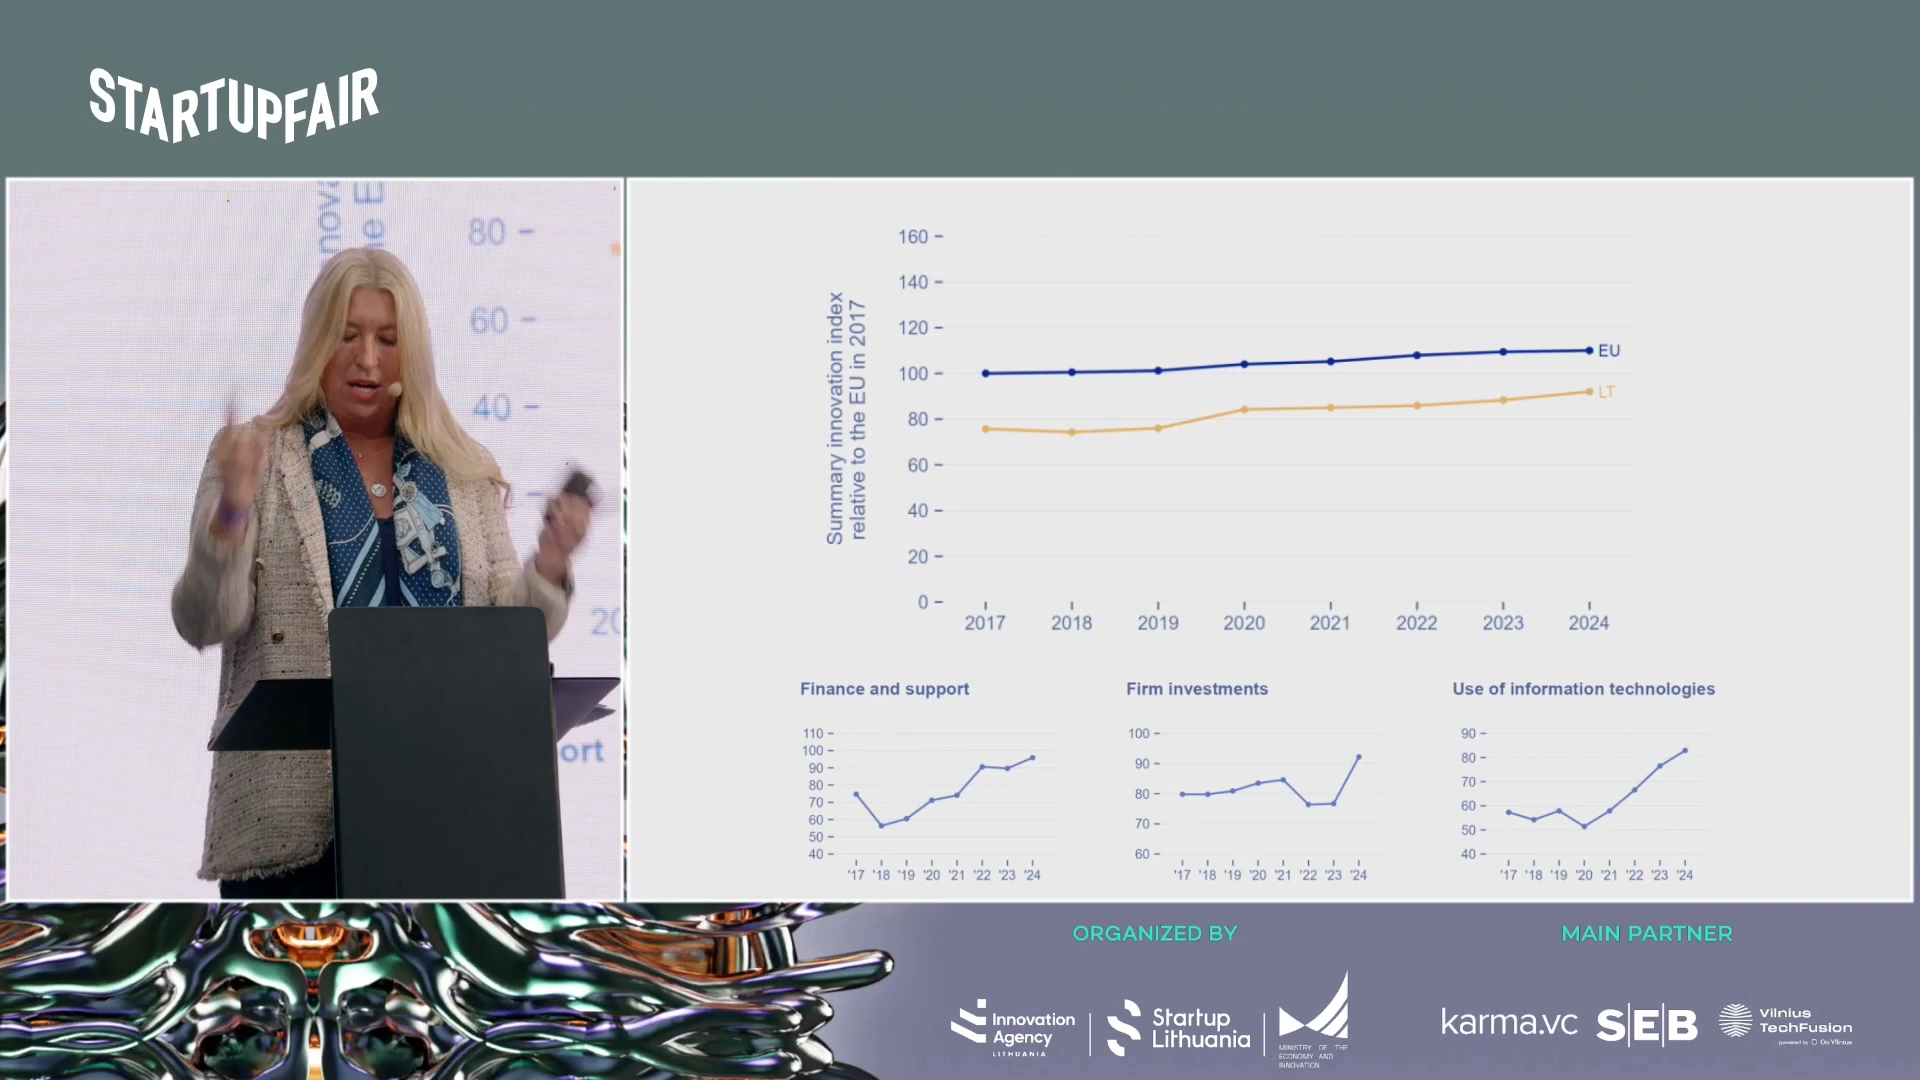 STARTUPFAIR
80
60
40
20
ort
Summary innovation index
relative to the EU in 2017
160
140
120
100
80
60
40
20
0
EU
LT
2017 2018 2019 2020 2021 2022 2023 2024
Finance and support
110
100
90
80
70
60
50
40
'17 '18 '19 '20 '21 '22 '23 '24
Firm investments
100
90
80
70
60
'17 '18 '19 '20 '21 '22 '23 '24
Use of information technologies
90
80
70
60
50
40
'17 '18 '19 '20 '21 '22 '23 '24
ORGANIZED BY
Innovation
Agency
LITHUANIA
Startup
Lithuania
MINISTRY OF THE
ECONOMY AND
INNOVATION
MAIN PARTNER
karma.vc
SEB
Vilnius
TechFusion
powered by Go Vilnius